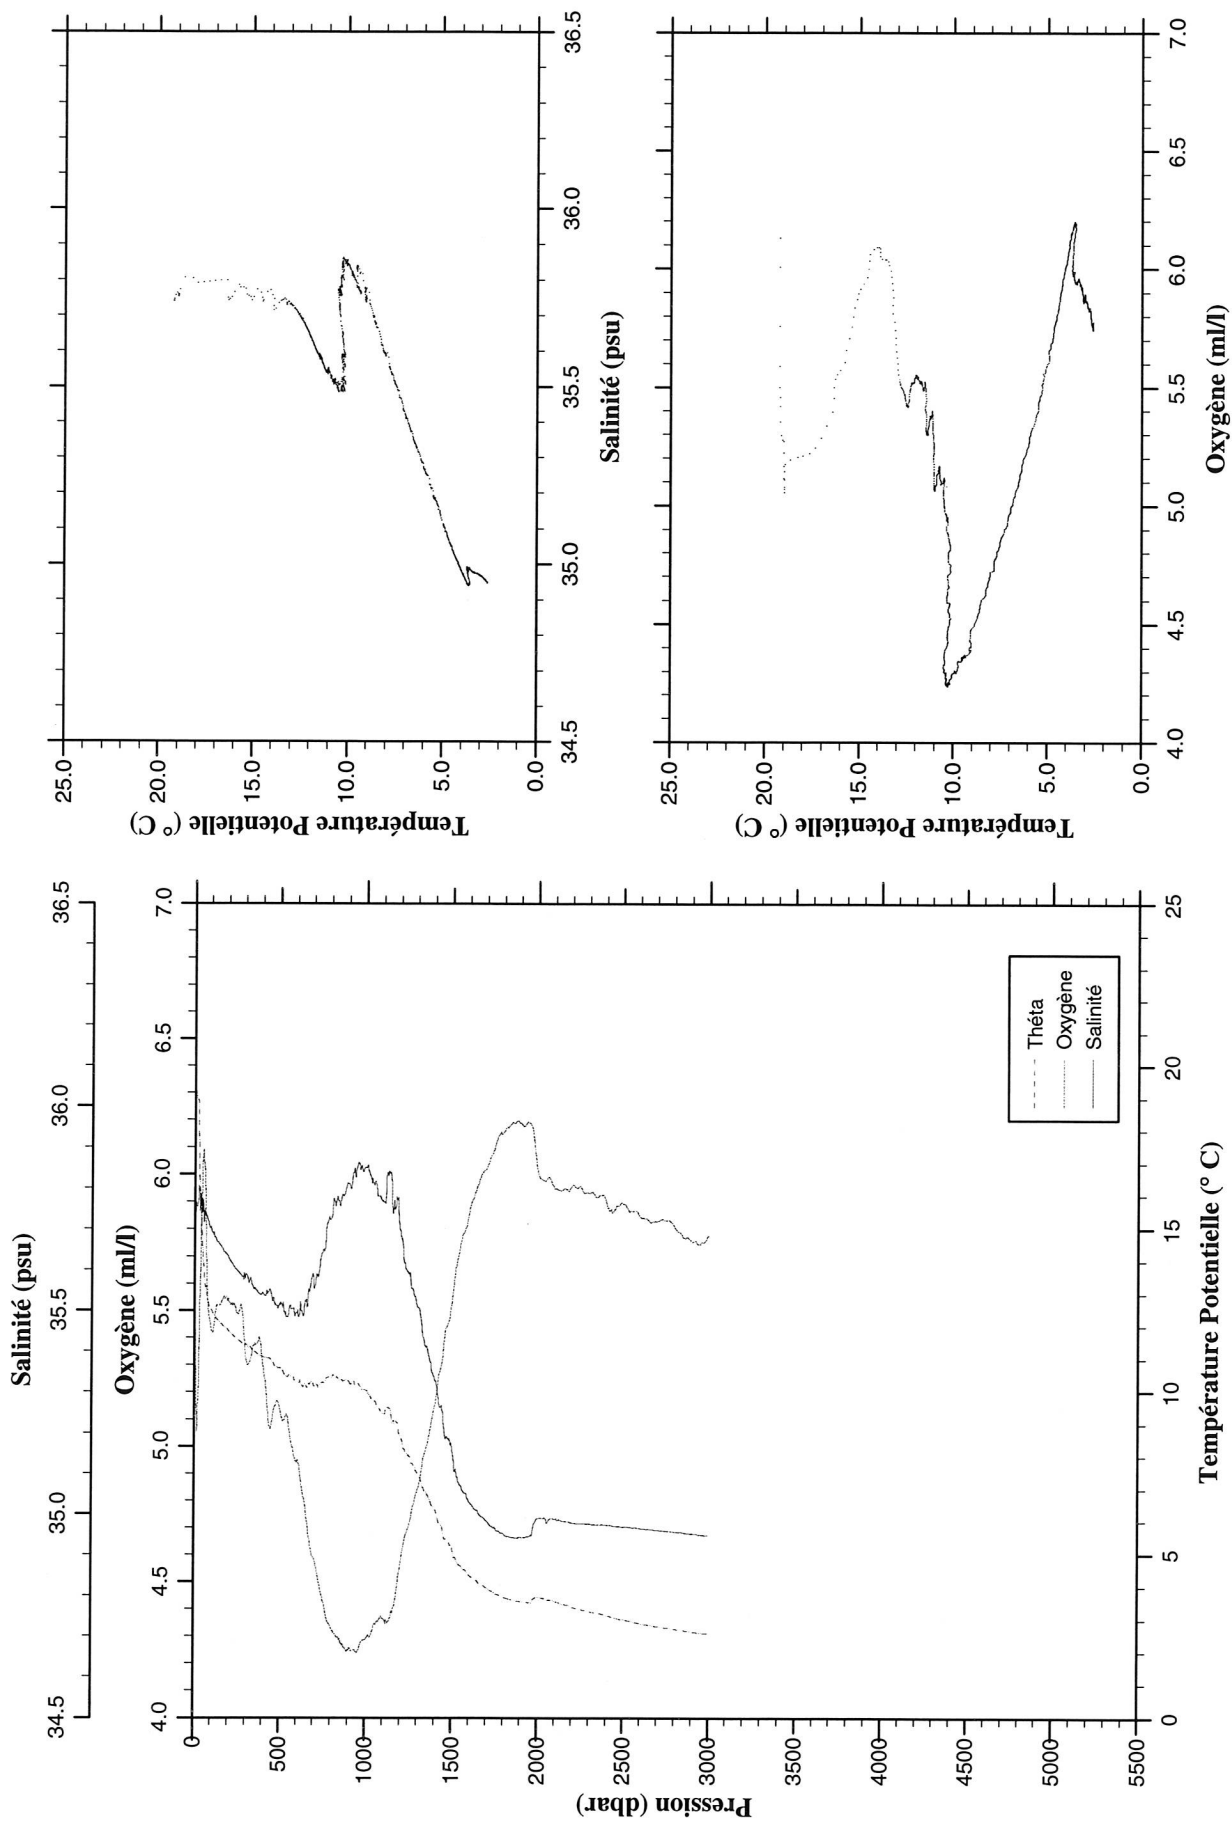 Salinité (psu)
34.5 35.0 35.5 36.0 36.5
Oxygène (ml/l)
4.0 4.5 5.0 5.5 6.0 6.5 7.0
Pression (dbar)
0
500
1000
1500
2000
2500
3000
3500
4000
4500
5000
5500
Théta
Oxygène
Salinité
0 5 10 15 20 25
Température Potentielle (° C)
Température Potentielle (° C)
25.0
20.0
15.0
10.0
5.0
0.0
34.5 35.0 35.5 36.0 36.5
Salinité (psu)
Température Potentielle (° C)
25.0
20.0
15.0
10.0
5.0
0.0
4.0 4.5 5.0 5.5 6.0 6.5 7.0
Oxygène (ml/l)